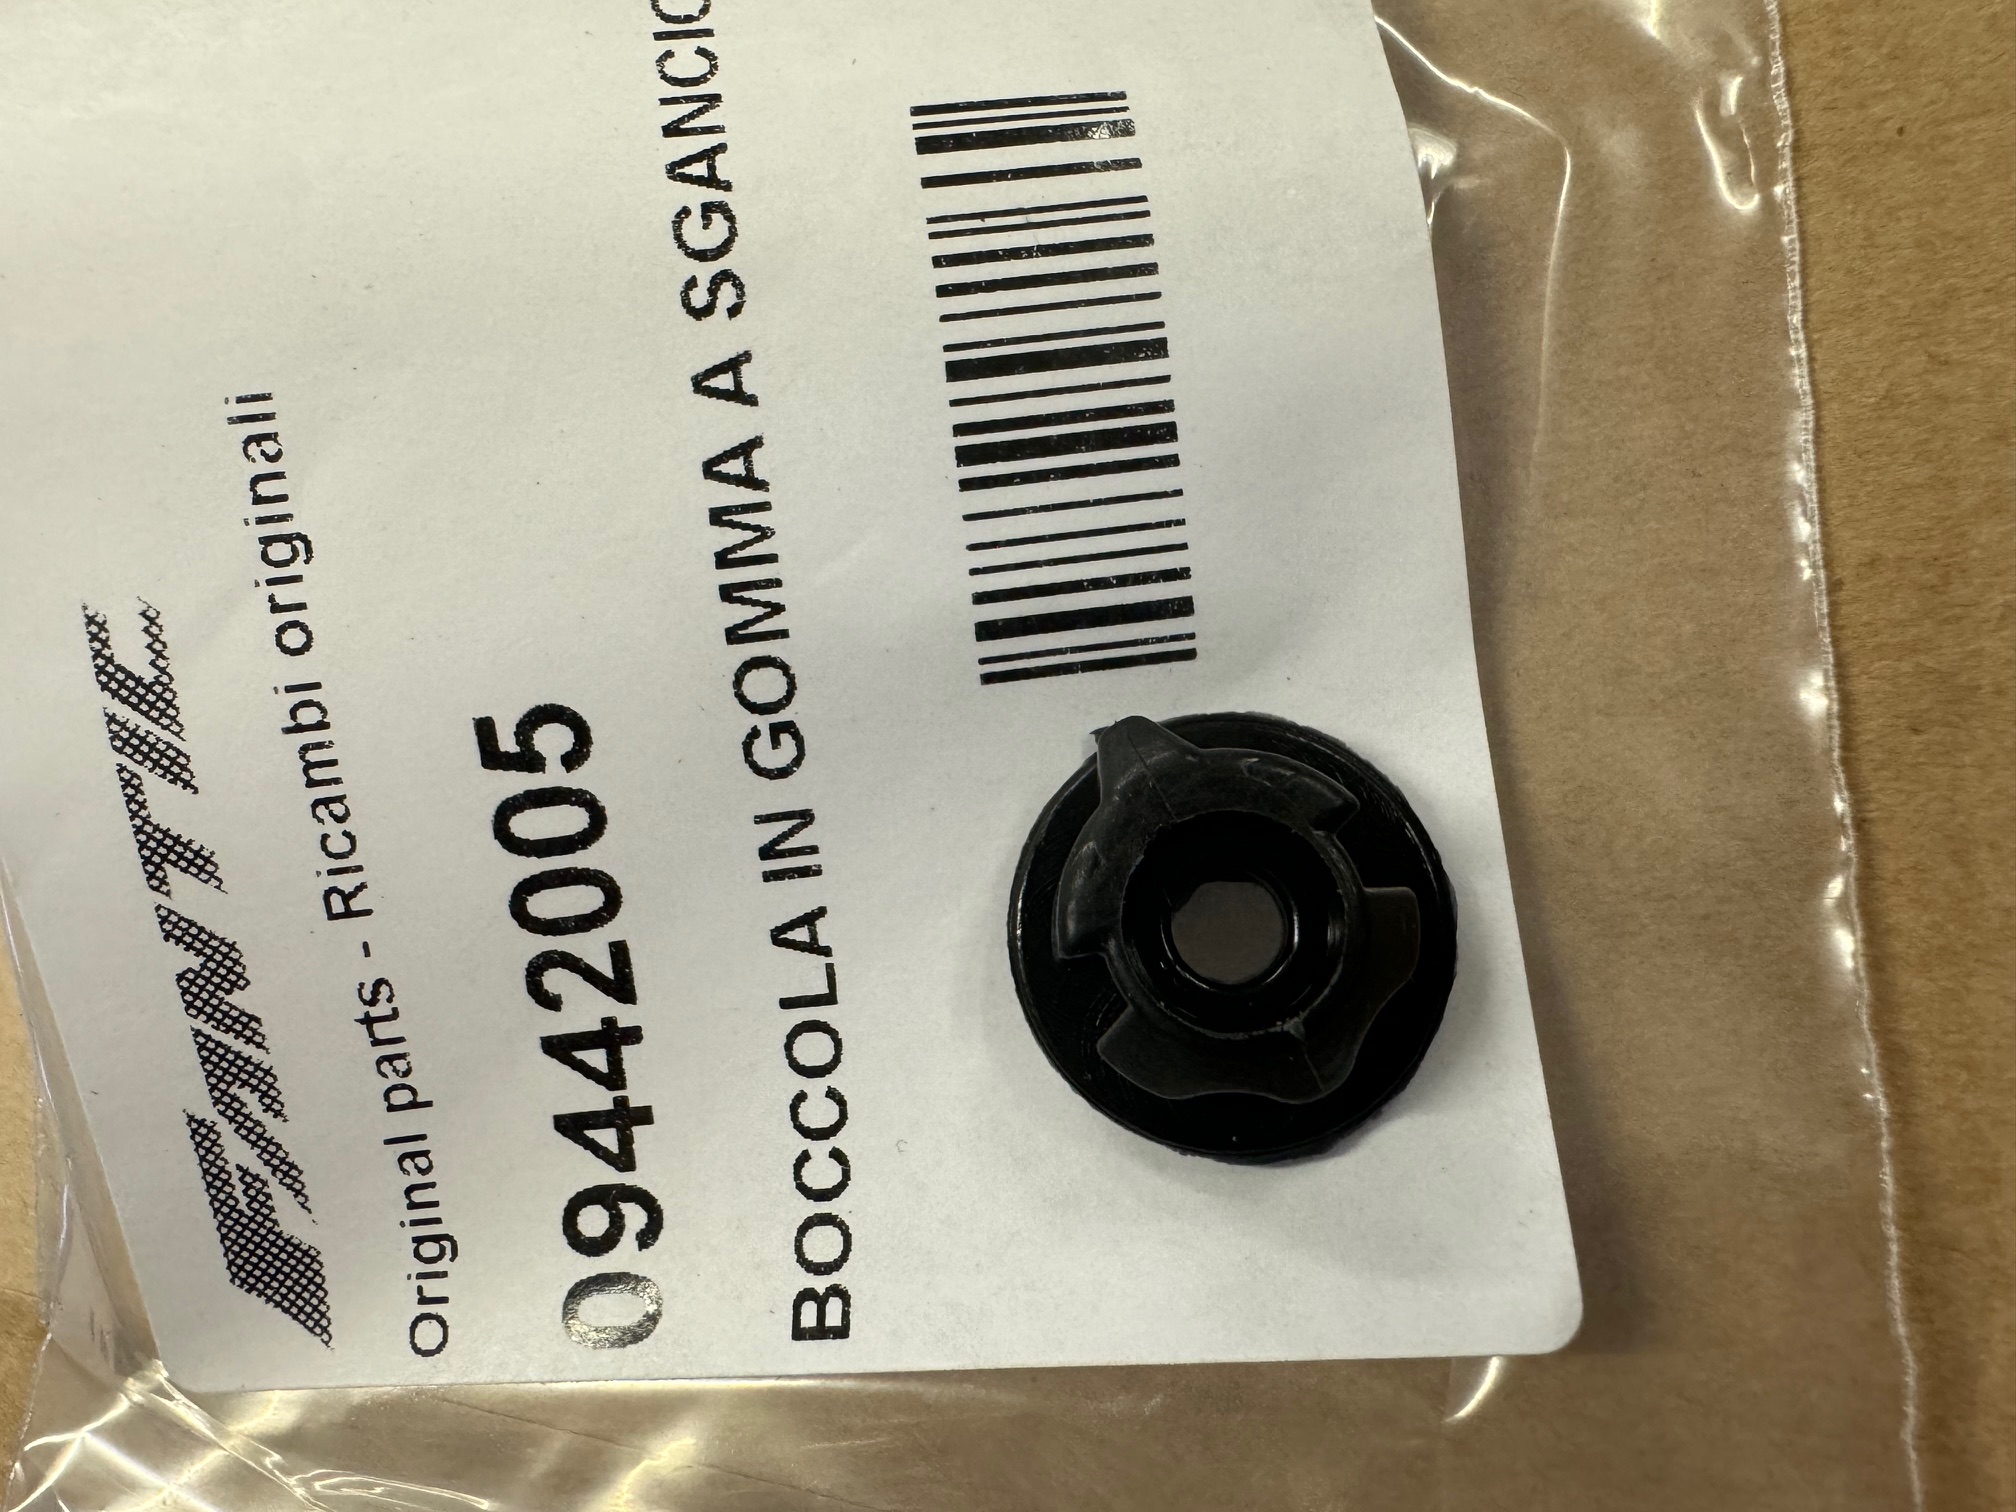 FANTIC
Original parts - Ricambi originali
09442005
BOCCOLA IN GOMMA A SGANCIO